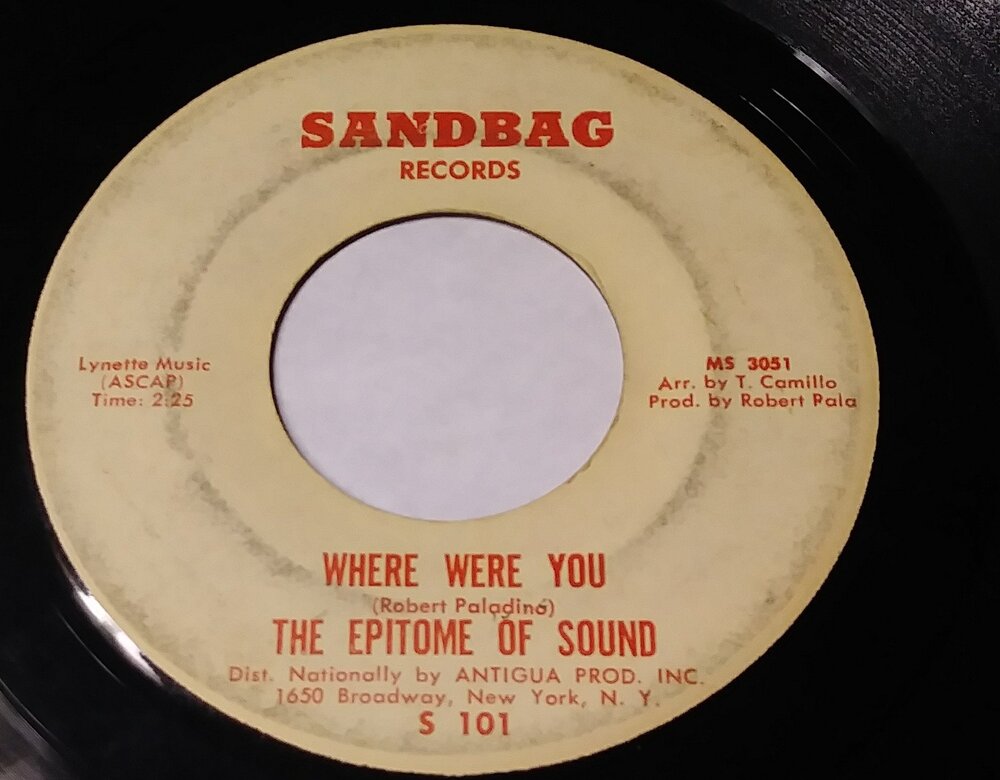 SANDBAG
RECORDS
Lynette Music
(ASCAP)
Time: 2:25
MS 3051
Arr. by T. Camillo
Prod. by Robert Pala
WHERE WERE YOU
(Robert Paladino)
THE EPITOME OF SOUND
Dist. Nationally by ANTIGUA PROD. INC.
1650 Broadway, New York, N. Y.
S 101